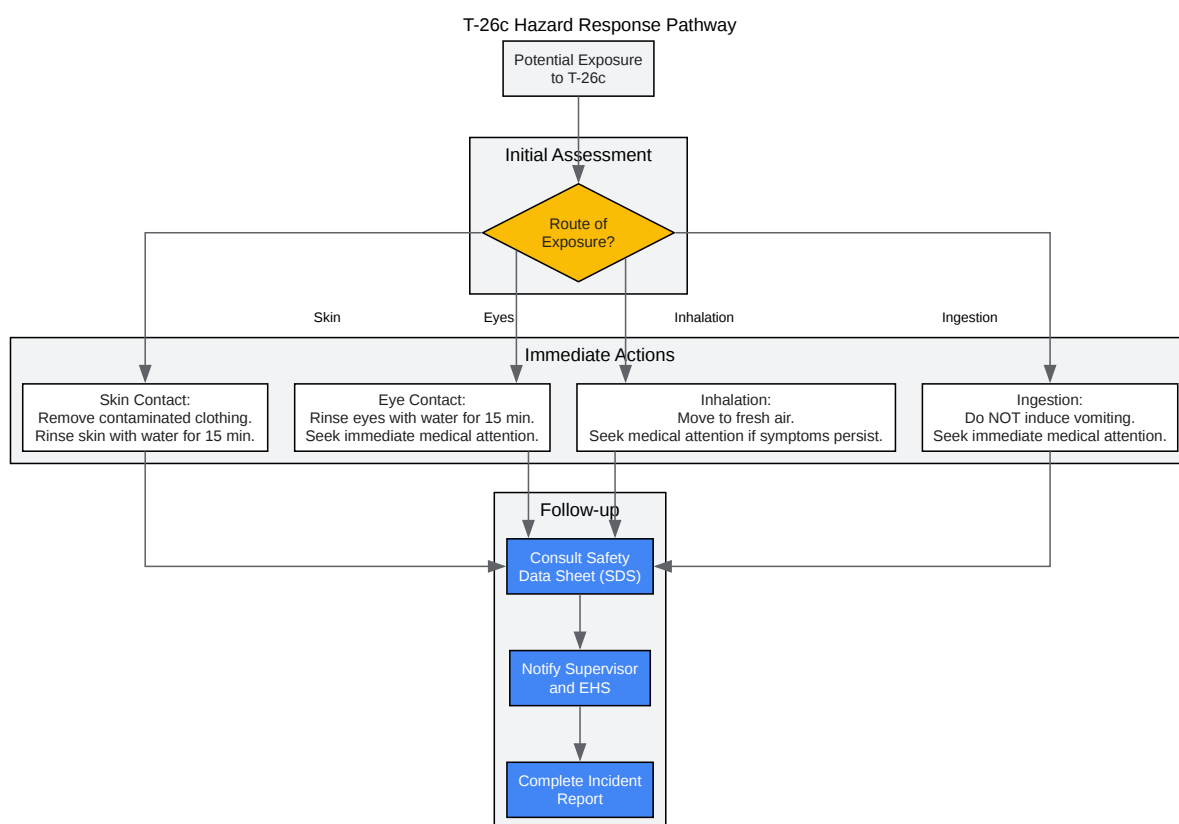 T-26c Hazard Response Pathway
Potential Exposure
to T-26c
Initial Assessment
Route of
Exposure?
Skin
Eyes
Inhalation
Ingestion
Immediate Actions
Skin Contact:
Remove contaminated clothing.
Rinse skin with water for 15 min.
Eye Contact:
Rinse eyes with water for 15 min.
Seek immediate medical attention.
Inhalation:
Move to fresh air.
Seek medical attention if symptoms persist.
Ingestion:
Do NOT induce vomiting.
Seek immediate medical attention.
Follow-up
Consult Safety
Data Sheet (SDS)
Notify Supervisor
and EHS
Complete Incident
Report